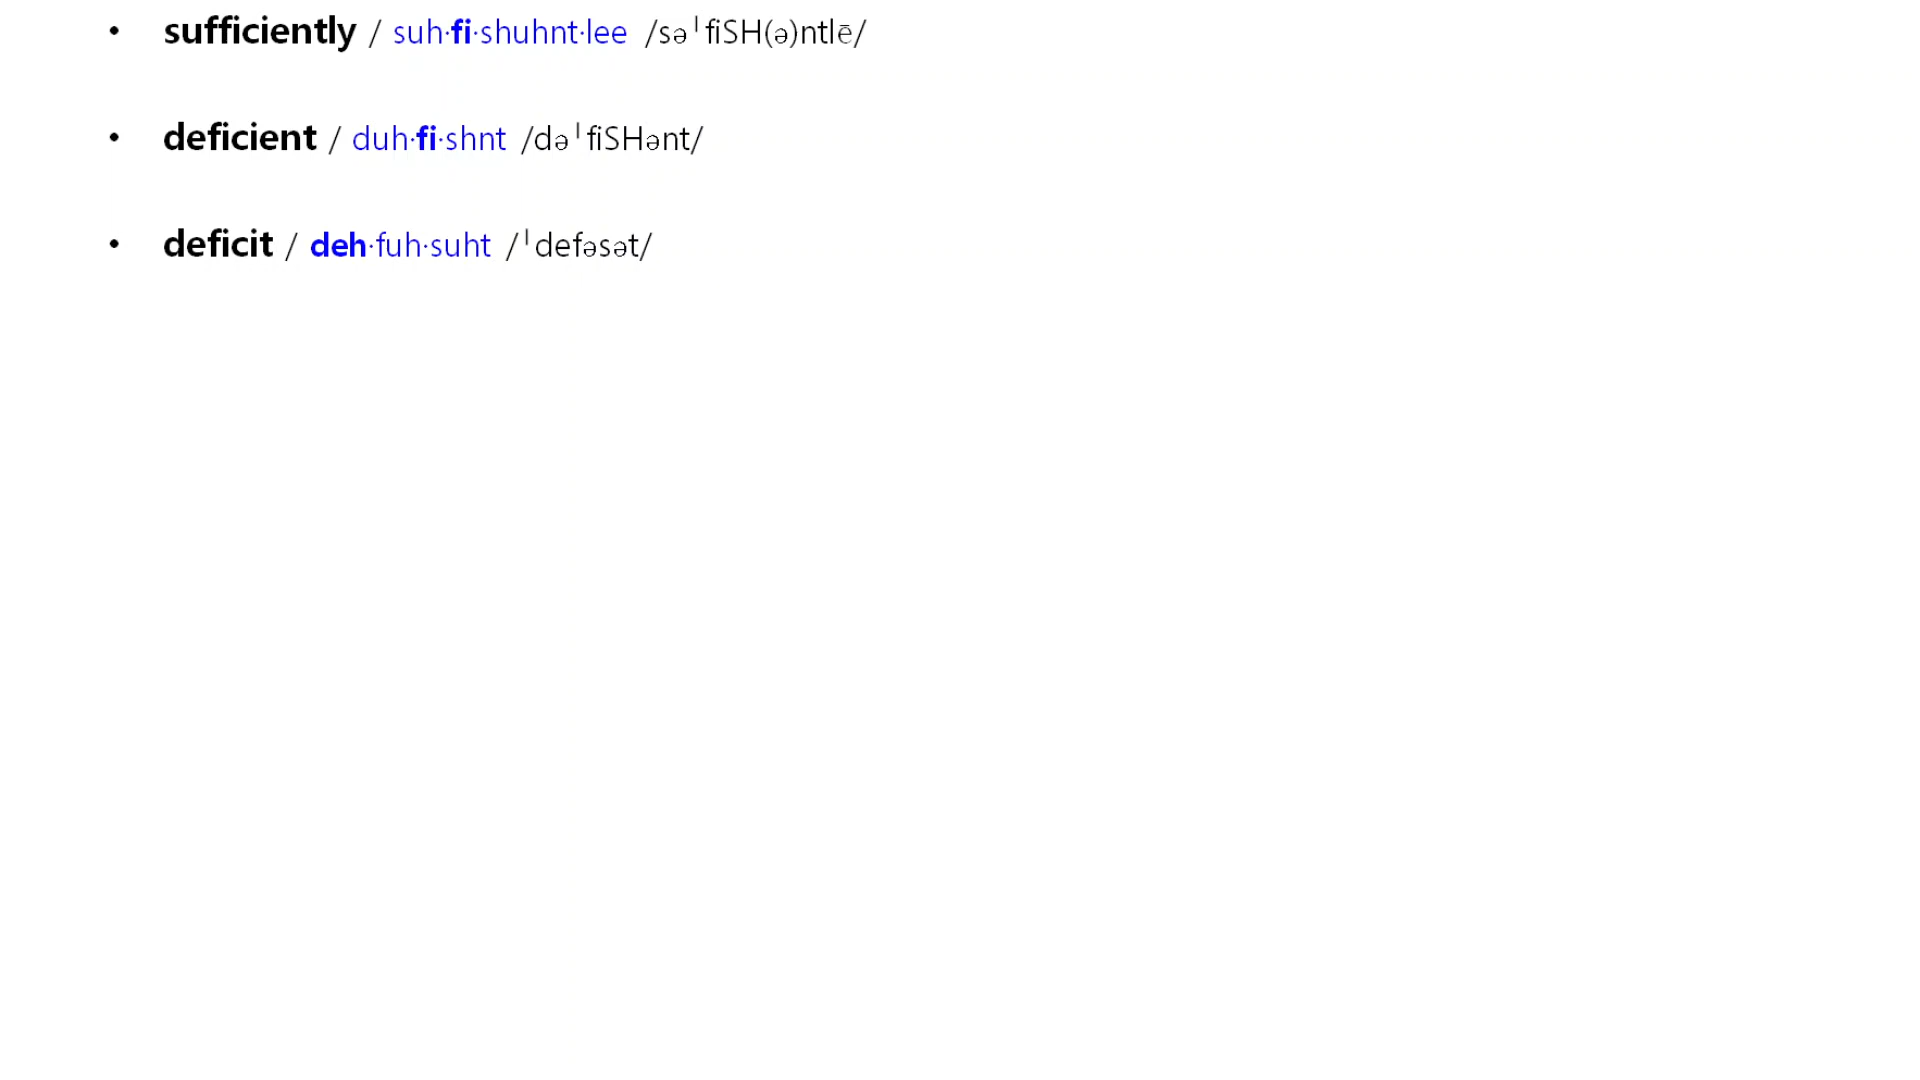 • sufficiently / suh·fi·shuhnt·lee /səˈfiSH(ə)ntlē/
• deficient / duh·fi·shnt /dəˈfiSHənt/
• deficit / deh·fuh·suht /ˈdefəsət/